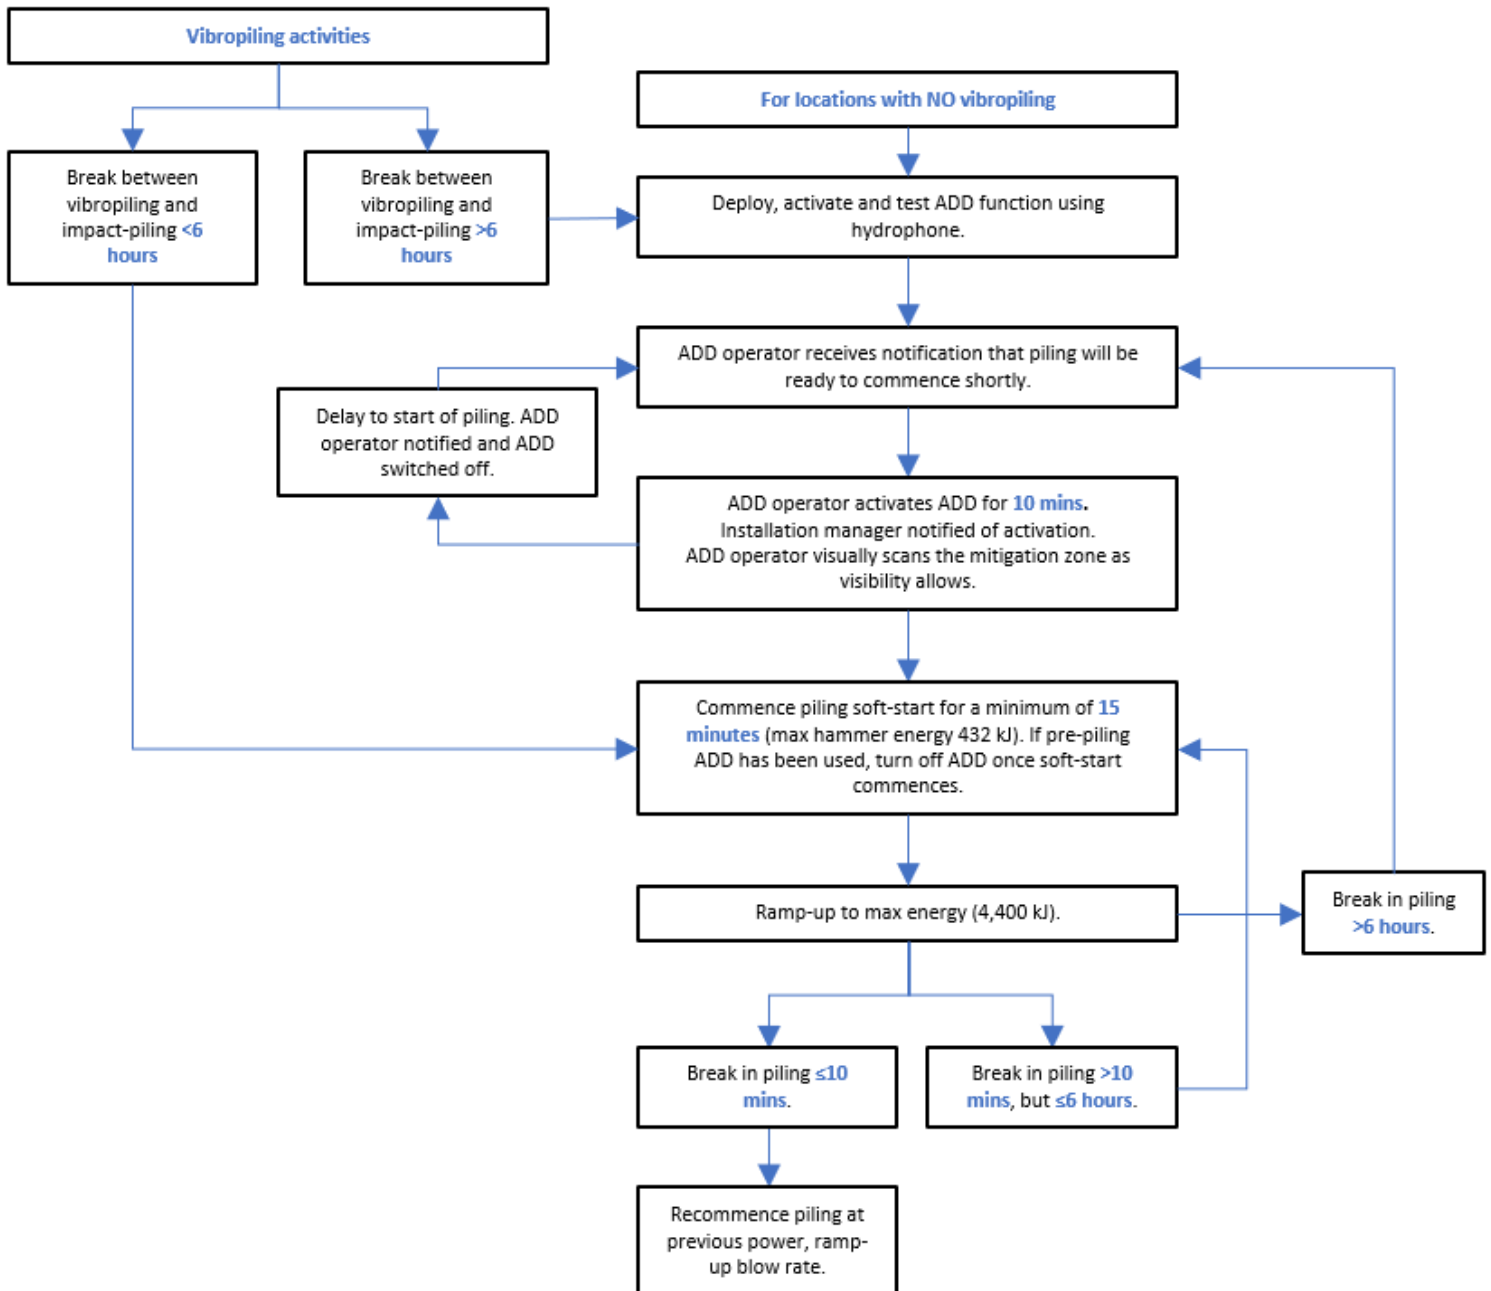 Vibropiling activities
For locations with NO vibropiling
Break between
vibropiling and
impact-piling <6
hours
Break between
vibropiling and
impact-piling >6
hours
Deploy, activate and test ADD function using
hydrophone.
ADD operator receives notification that piling will be
ready to commence shortly.
Delay to start of piling. ADD
operator notified and ADD
switched off.
ADD operator activates ADD for 10 mins.
Installation manager notified of activation.
ADD operator visually scans the mitigation zone as
visibility allows.
Commence piling soft-start for a minimum of 15
minutes (max hammer energy 432 kJ). If pre-piling
ADD has been used, turn off ADD once soft-start
commences.
Ramp-up to max energy (4,400 kJ).
Break in piling
>6 hours.
Break in piling ≤10
mins.
Break in piling >10
mins, but ≤6 hours.
Recommence piling at
previous power, ramp-
up blow rate.